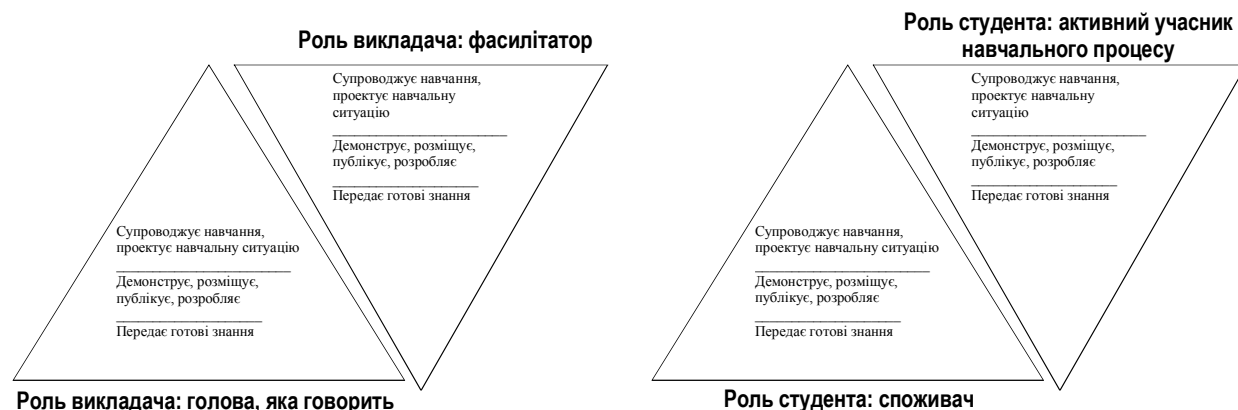 Роль викладача: фасилітатор
Супроводжує навчання,
проектує навчальну
ситуацію
Демонструє, розміщує,
публікує, розробляє
Передає готові знання
Супроводжує навчання,
проектує навчальну ситуацію
Демонструє, розміщує,
публікує, розробляє
Передає готові знання
Роль викладача: голова, яка говорить
Роль студента: активний учасник
навчального процесу
Супроводжує навчання,
проектує навчальну
ситуацію
Демонструє, розміщує,
публікує, розробляє
Передає готові знання
Супроводжує навчання,
проектує навчальну ситуацію
Демонструє, розміщує,
публікує, розробляє
Передає готові знання
Роль студента: споживач